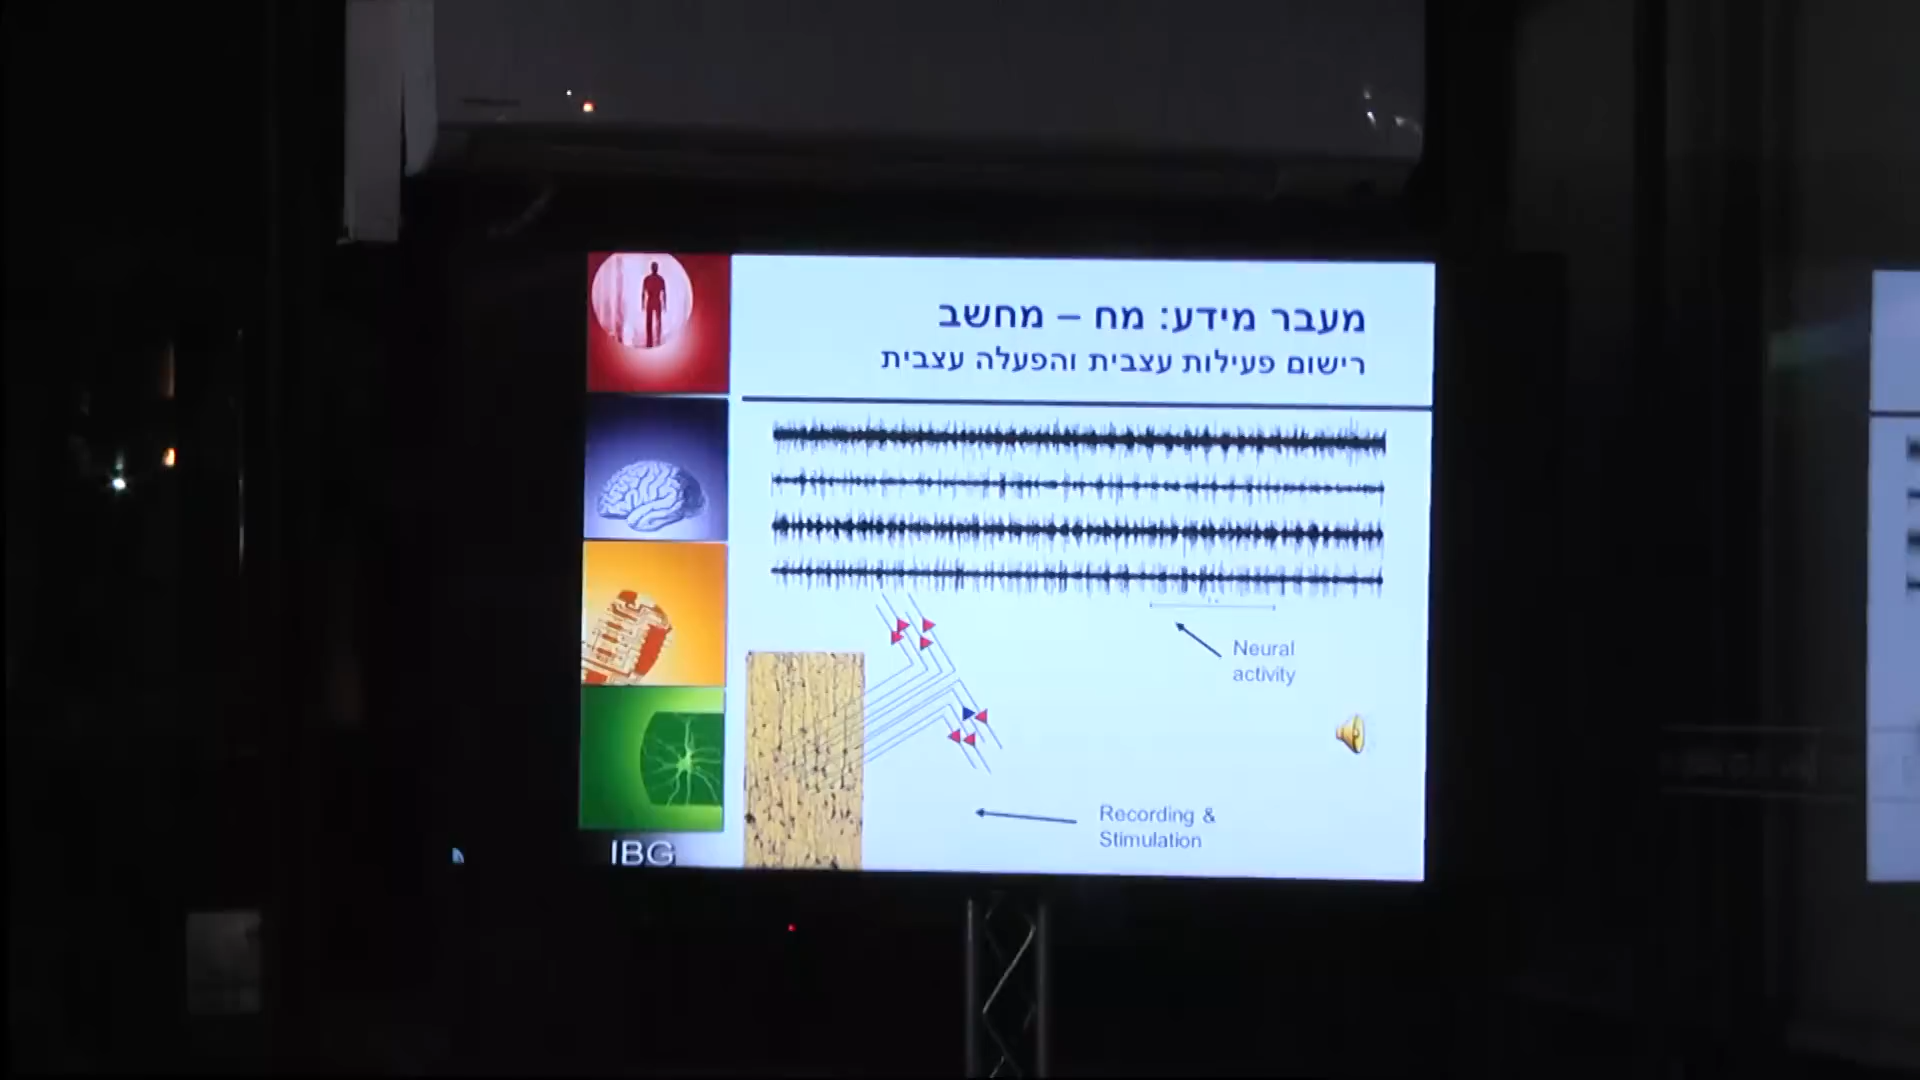 מעבר מידע: מח – מחשב
רישום פעילות עצבית והפעלה עצבית
Neural
activity
Recording &
Stimulation
IBG